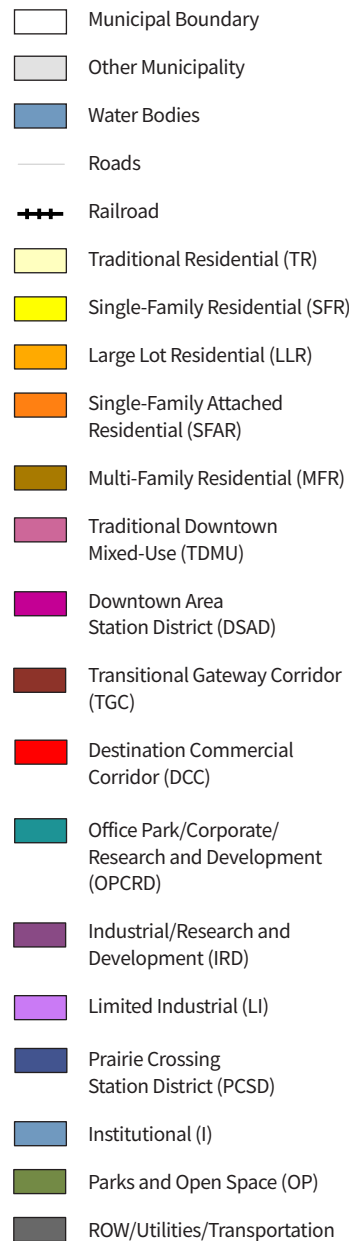 Municipal Boundary
Other Municipality
Water Bodies
Roads
Railroad
Traditional Residential (TR)
Single-Family Residential (SFR)
Large Lot Residential (LLR)
Single-Family Attached
Residential (SFAR)
Multi-Family Residential (MFR)
Traditional Downtown
Mixed-Use (TDMU)
Downtown Area
Station District (DSAD)
Transitional Gateway Corridor
(TGC)
Destination Commercial
Corridor (DCC)
Office Park/Corporate/
Research and Development
(OPCRD)
Industrial/Research and
Development (IRD)
Limited Industrial (LI)
Prairie Crossing
Station District (PCSD)
Institutional (I)
Parks and Open Space (OP)
ROW/Utilities/Transportation